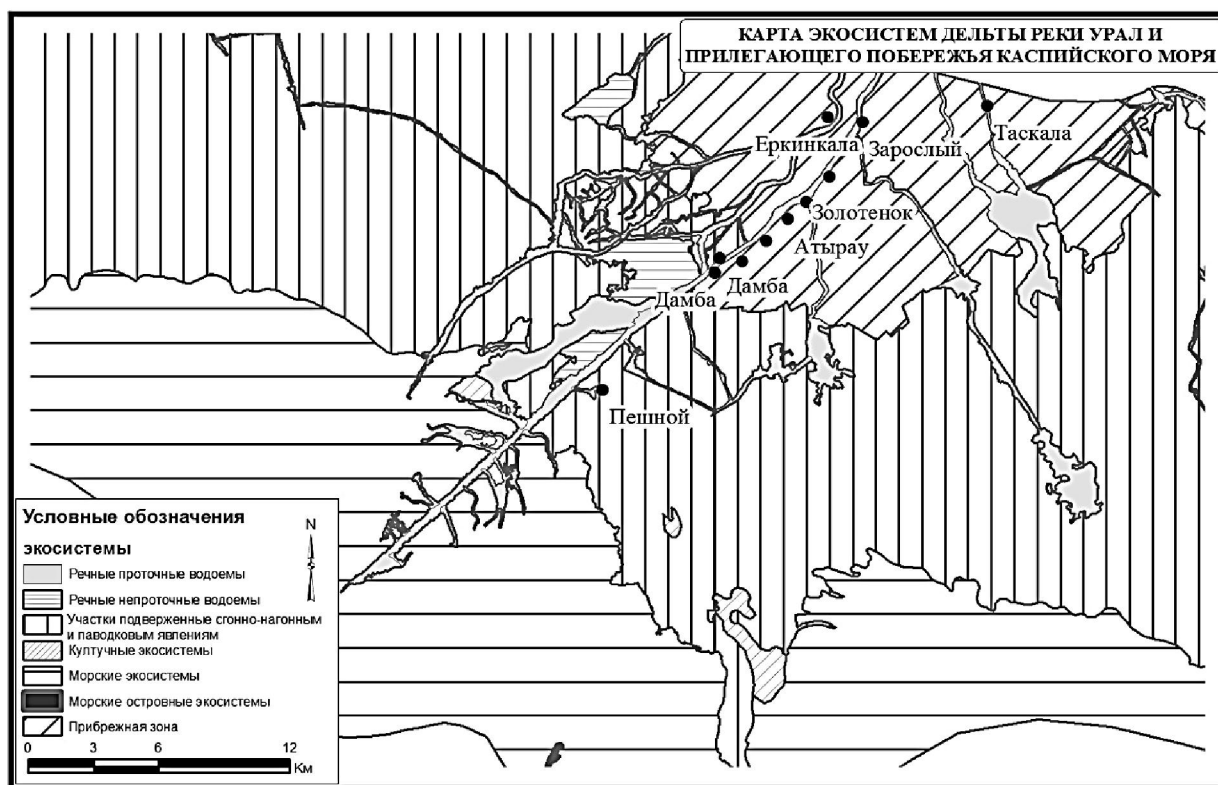 КАРТА ЭКОСИСТЕМ ДЕЛЬТЫ РЕКИ УРАЛ И
ПРИЛЕГАЮЩЕГО ПОБЕРЕЖЬЯ КАСПИЙСКОГО МОРЯ
Таскала
Еркинкала
Зарослый
Золотенок
Атырау
Дамба
Дамба
Пешной
Условные обозначения
экосистемы
N
Речные проточные водоемы
Речные непроточные водоемы
Участки подверженные сгонно-нагонным
и паводковым явлениям
Култучные экосистемы
Морские экосистемы
Морские островные экосистемы
Прибрежная зона
0 3 6 12
Км